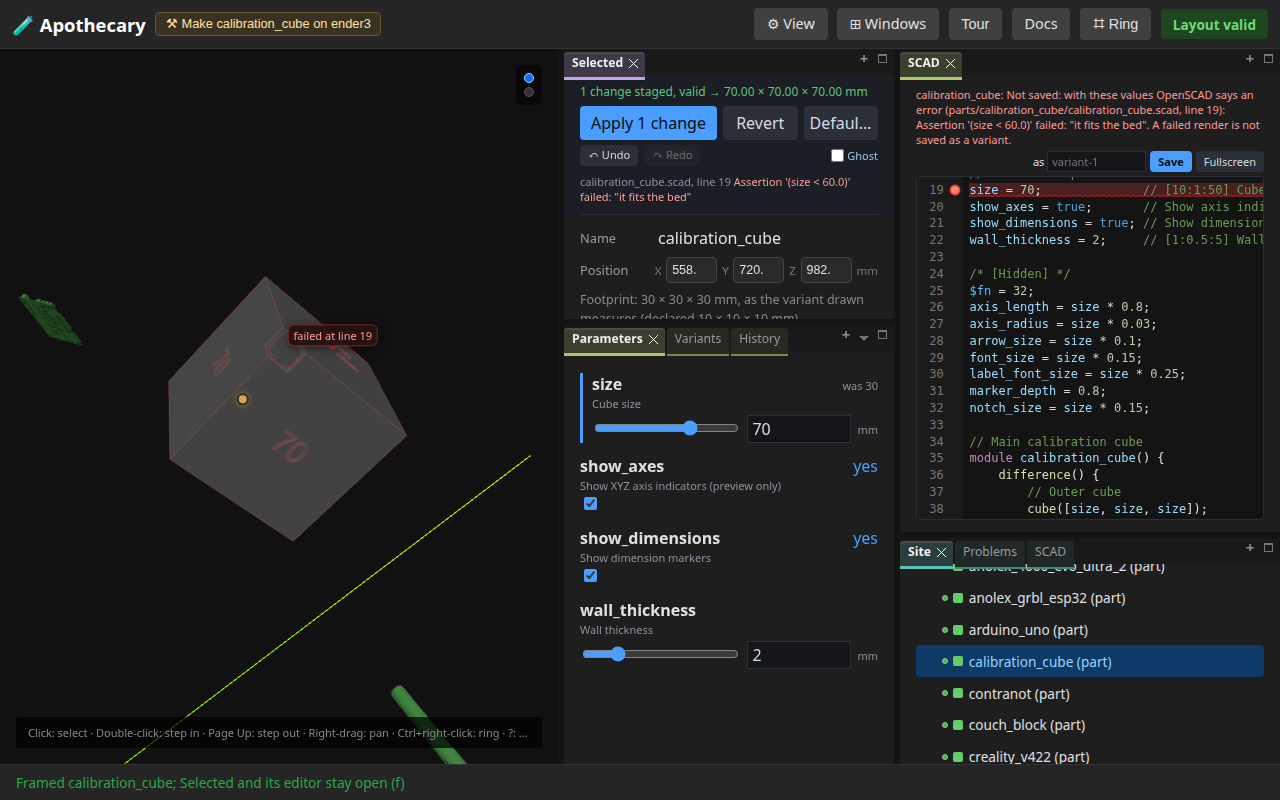 Apothecary
Make calibration_cube on ender3
View
Windows
Tour
Docs
Ring
Layout valid
failed at line 19
70
Click: select · Double-click: step in · Page Up: step out · Right-drag: pan · Ctrl+right-click: ring · ?: ...
Selected
1 change staged, valid → 70.00 × 70.00 × 70.00 mm
Apply 1 change
Revert
Defaul...
Undo
Redo
Ghost
calibration_cube.scad, line 19 Assertion '(size < 60.0)'
failed: "it fits the bed"
Name calibration_cube
Position X 558. Y 720. Z 982. mm
Footprint: 30 × 30 × 30 mm, as the variant drawn
measures (declared 10 × 10 × 10 mm)
Parameters
Variants
History
size was 30
Cube size
70 mm
show_axes yes
Show XYZ axis indicators (preview only)
show_dimensions yes
Show dimension markers
wall_thickness
Wall thickness
2 mm
SCAD
calibration_cube: Not saved: with these values OpenSCAD says an
error (parts/calibration_cube/calibration_cube.scad, line 19):
Assertion '(size < 60.0)' failed: "it fits the bed". A failed render is not
saved as a variant.
as variant-1 Save Fullscreen
19 size = 70; // [10:1:50] Cube
20 show_axes = true; // Show axis indi
21 show_dimensions = true; // Show dimension
22 wall_thickness = 2; // [1:0.5:5] Wall
23
24 /* [Hidden] */
25 $fn = 32;
26 axis_length = size * 0.8;
27 axis_radius = size * 0.03;
28 arrow_size = size * 0.1;
29 font_size = size * 0.15;
30 label_font_size = size * 0.25;
31 marker_depth = 0.8;
32 notch_size = size * 0.15;
33
34 // Main calibration cube
35 module calibration_cube() {
36 difference() {
37 // Outer cube
38 cube([size, size, size]);
Site
Problems
SCAD
anolex_4060_evo_ultra_2 (part)
anolex_grbl_esp32 (part)
arduino_uno (part)
calibration_cube (part)
contranot (part)
couch_block (part)
creality_v422 (part)
Framed calibration_cube; Selected and its editor stay open (f)